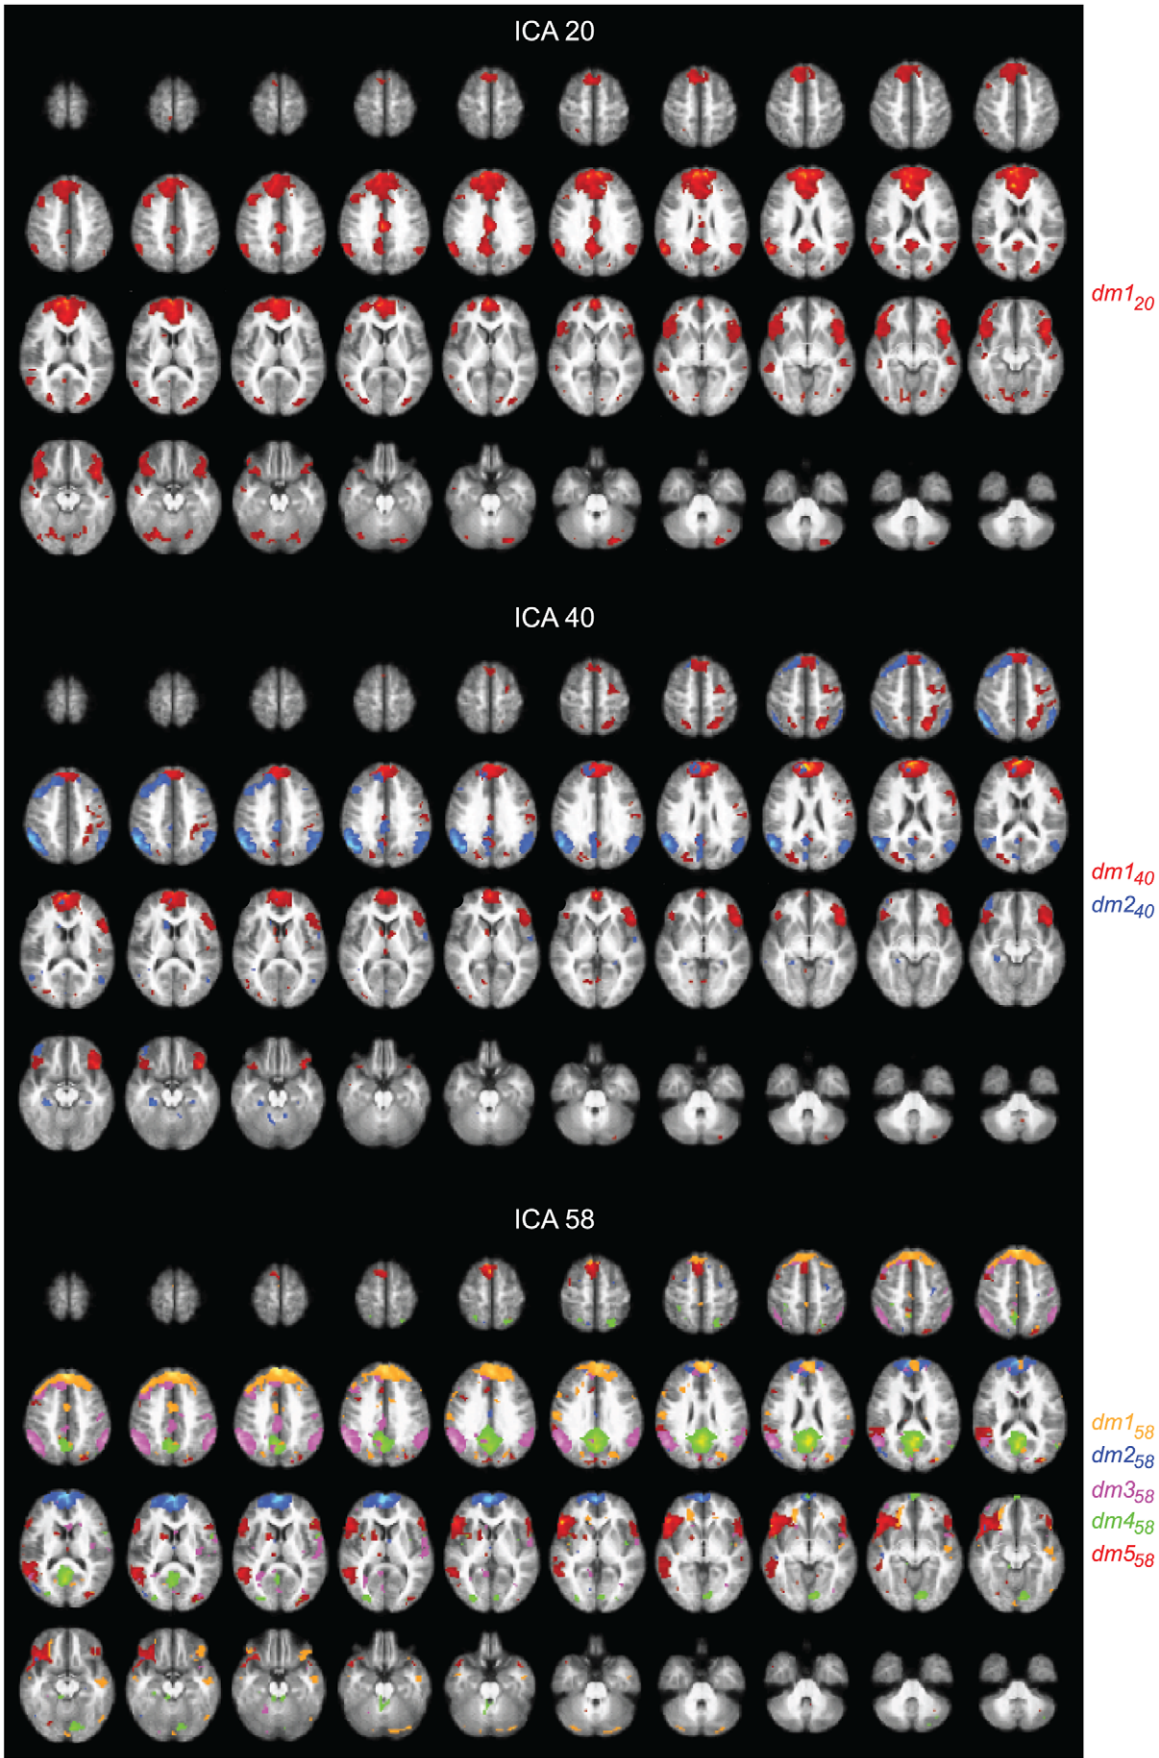 ICA 20
dm1₂₀
ICA 40
dm1₄₀
dm2₄₀
ICA 58
dm1₅₈
dm2₅₈
dm3₅₈
dm4₅₈
dm5₅₈